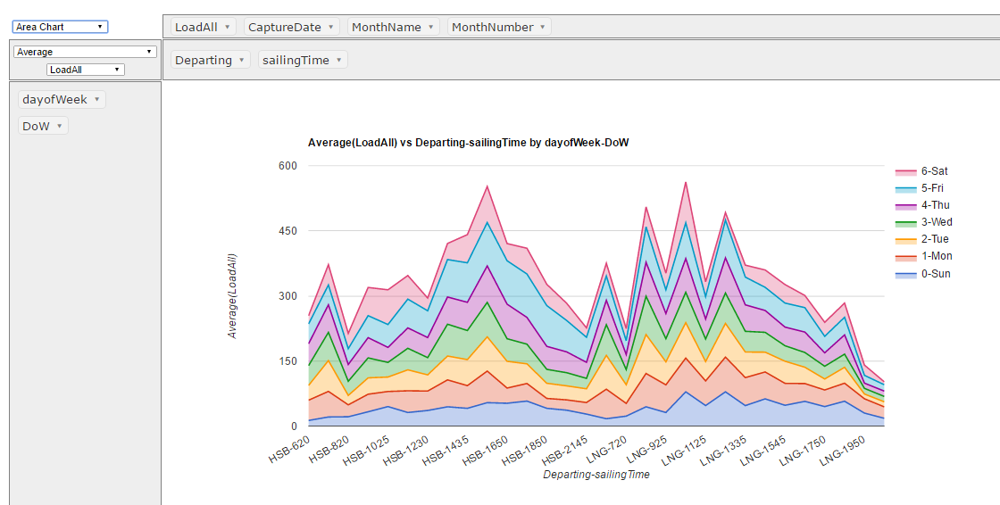 Area Chart
LoadAll CaptureDate MonthName MonthNumber
Average
LoadAll
Departing sailingTime
dayofWeek
DoW
Average(LoadAll) vs Departing-sailingTime by dayofWeek-DoW
600
450
300
150
0
Average(LoadAll)
6-Sat
5-Fri
4-Thu
3-Wed
2-Tue
1-Mon
0-Sun
HSB-620 HSB-820 HSB-1025 HSB-1230 HSB-1435 HSB-1650 HSB-1850 HSB-2145 LNG-720 LNG-925 LNG-1125 LNG-1335 LNG-1545 LNG-1750 LNG-1950
Departing-sailingTime